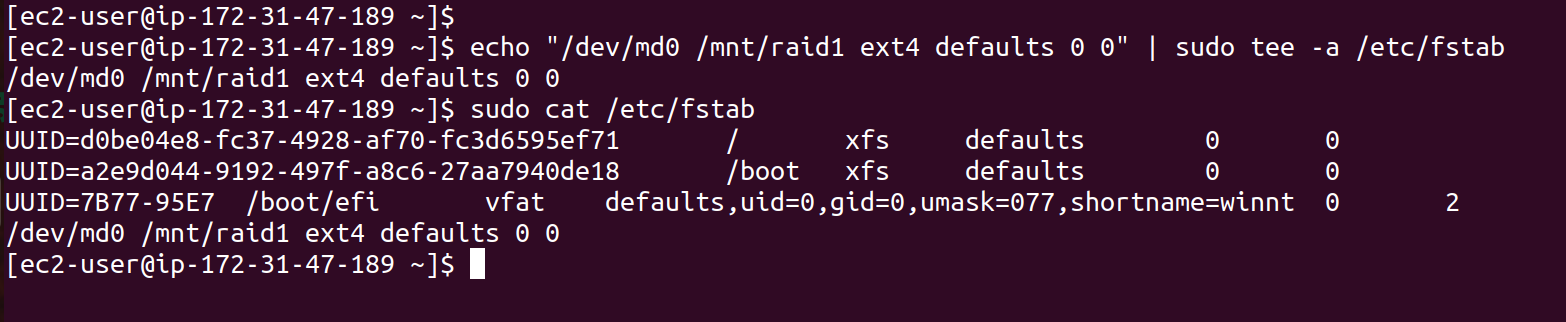 [ec2-user@ip-172-31-47-189 ~]$
[ec2-user@ip-172-31-47-189 ~]$ echo "/dev/md0 /mnt/raid1 ext4 defaults 0 0" | sudo tee -a /etc/fstab
/dev/md0 /mnt/raid1 ext4 defaults 0 0
[ec2-user@ip-172-31-47-189 ~]$ sudo cat /etc/fstab
UUID=d0be04e8-fc37-4928-af70-fc3d6595ef71       /       xfs     defaults        0       0
UUID=a2e9d044-9192-497f-a8c6-27aa7940de18       /boot   xfs     defaults        0       0
UUID=7B77-95E7  /boot/efi       vfat    defaults,uid=0,gid=0,umask=077,shortname=winnt  0       2
/dev/md0 /mnt/raid1 ext4 defaults 0 0
[ec2-user@ip-172-31-47-189 ~]$